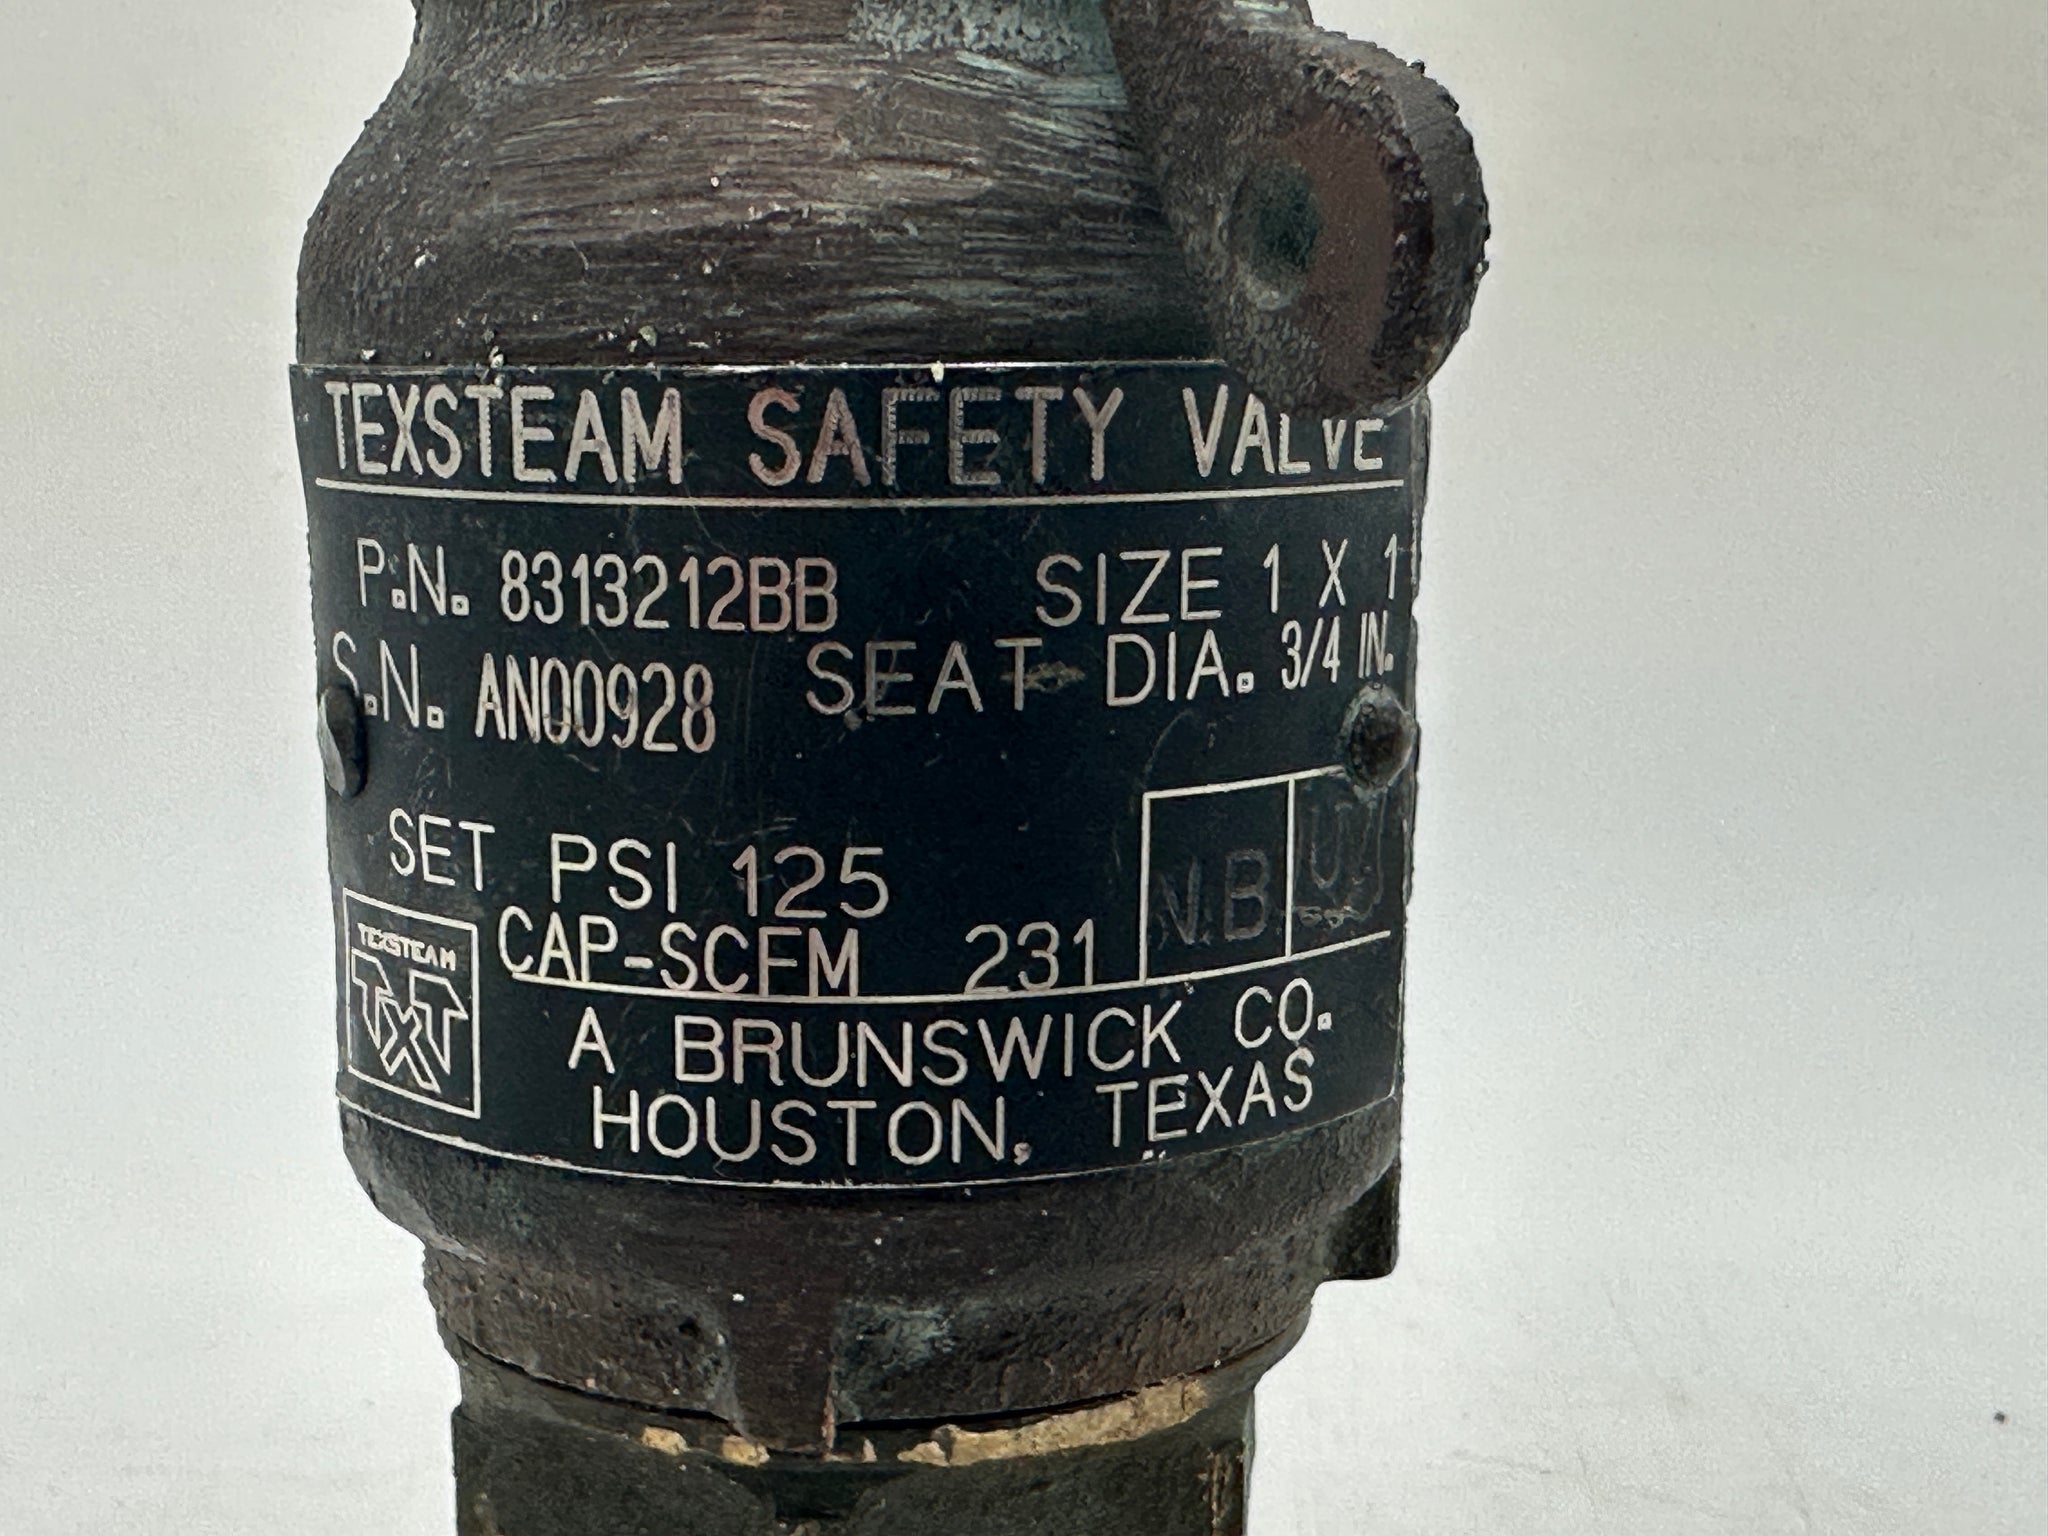 TEXSTEAM SAFETY VALVE
P.N. 8313212BB SIZE 1 X 1
S.N. AN00928 SEAT DIA. 3/4 IN.
SET PSI 125
CAP-SCFM 231
N.B
TEXSTEAM
TXT
A BRUNSWICK CO.
HOUSTON, TEXAS